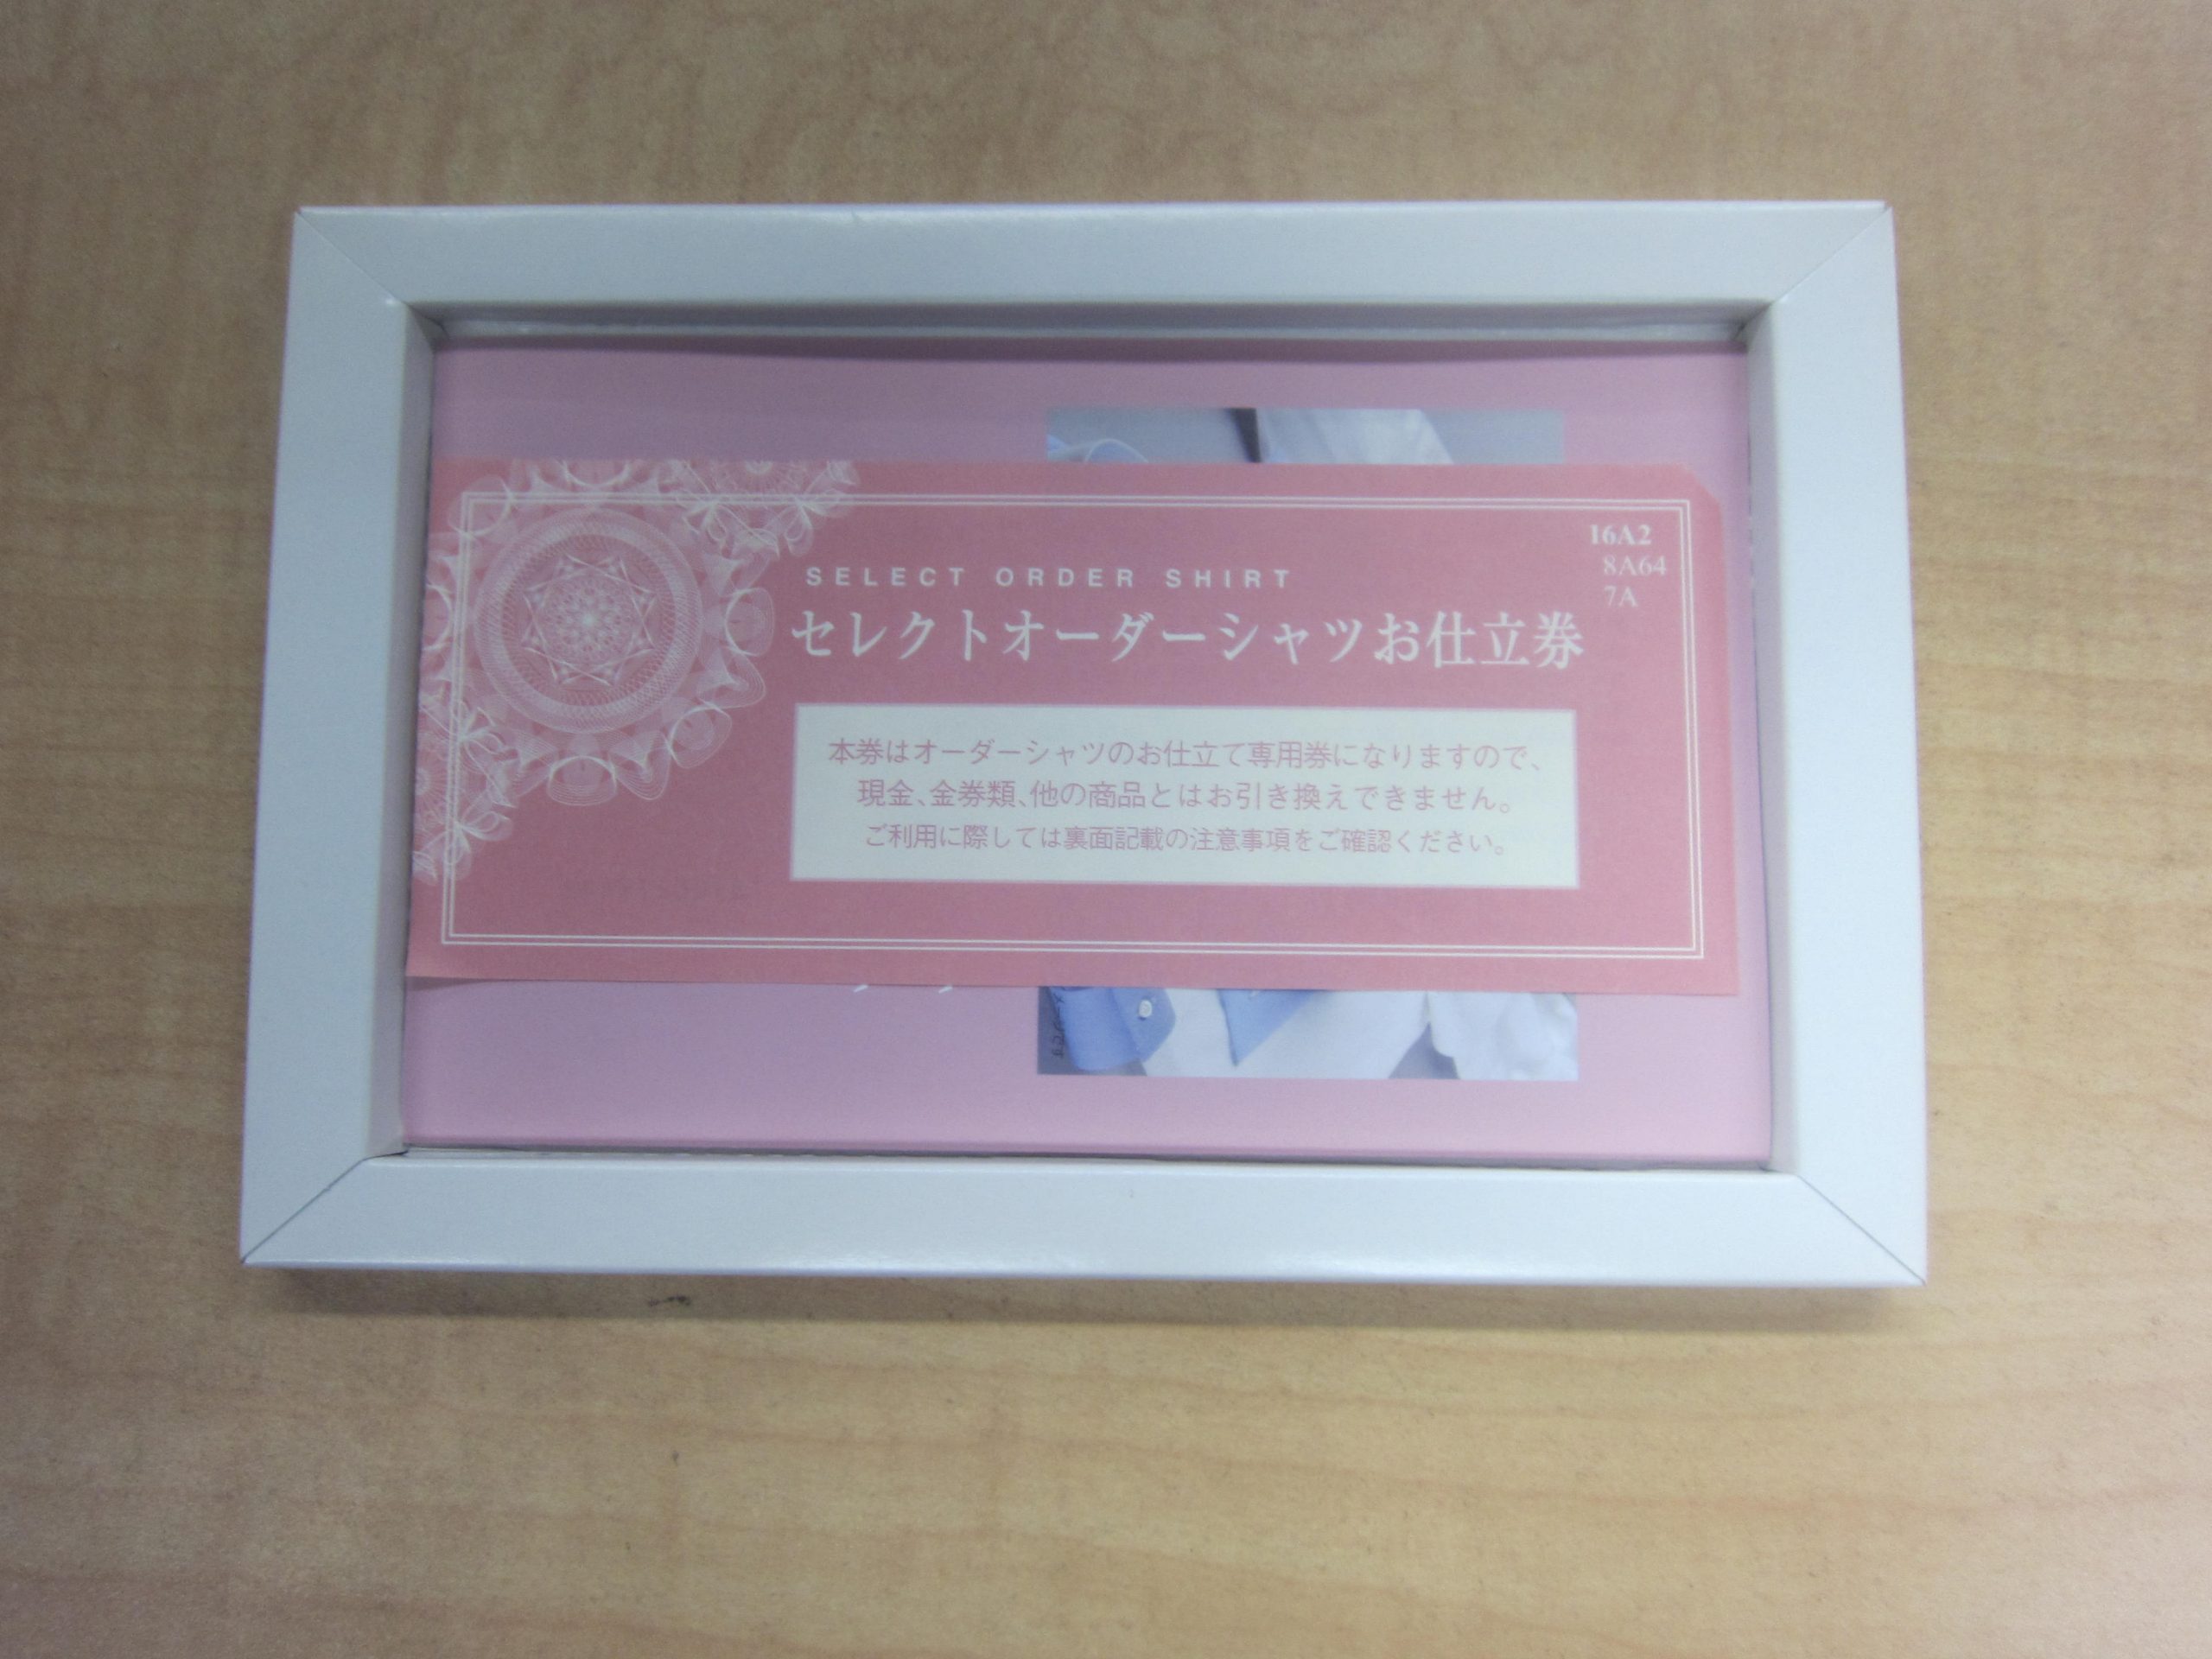 16A2
8A64
7A
SELECT ORDER SHIRT
セレクトオーダーシャツお仕立券
本券はオーダーシャツのお仕立て専用券になりますので、
現金、金券類、他の商品とはお引き換えできません。
ご利用に際しては裏面記載の注意事項をご確認ください。